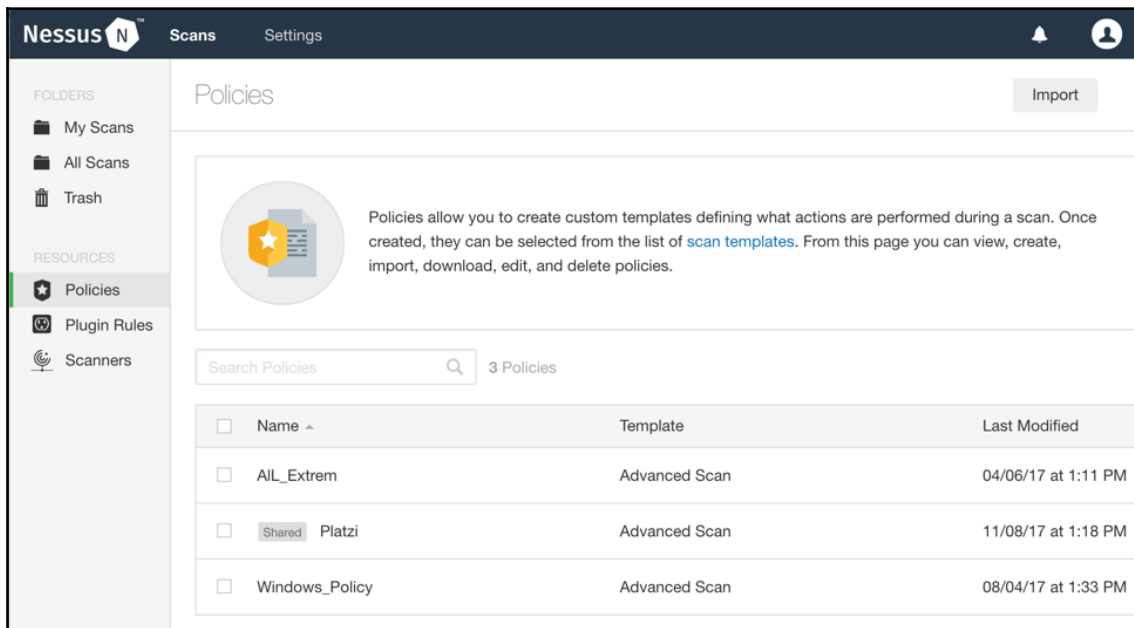 Nessus N ™ Scans Settings
FOLDERS
My Scans
All Scans
Trash
RESOURCES
Policies
Plugin Rules
Scanners
Policies
Import
Policies allow you to create custom templates defining what actions are performed during a scan. Once
created, they can be selected from the list of scan templates. From this page you can view, create,
import, download, edit, and delete policies.
Search Policies 3 Policies
Name Template Last Modified
AIL_Extrem Advanced Scan 04/06/17 at 1:11 PM
Shared Platzi Advanced Scan 11/08/17 at 1:18 PM
Windows_Policy Advanced Scan 08/04/17 at 1:33 PM